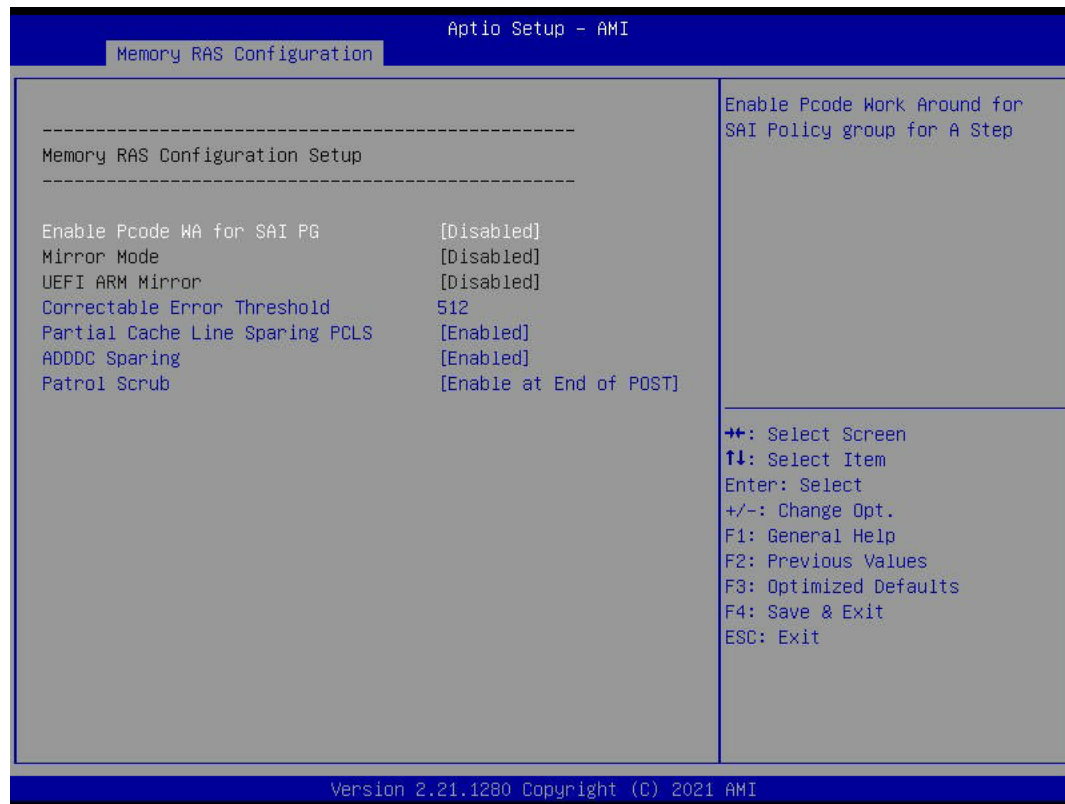 Aptio Setup – AMI
Memory RAS Configuration
--------------------------------------------------
Memory RAS Configuration Setup
--------------------------------------------------
Enable Pcode WA for SAI PG [Disabled]
Mirror Mode [Disabled]
UEFI ARM Mirror [Disabled]
Correctable Error Threshold 512
Partial Cache Line Sparing PCLS [Enabled]
ADDDC Sparing [Enabled]
Patrol Scrub [Enable at End of POST]
Enable Pcode Work Around for
SAI Policy group for A Step
→←: Select Screen
↑↓: Select Item
Enter: Select
+/-: Change Opt.
F1: General Help
F2: Previous Values
F3: Optimized Defaults
F4: Save & Exit
ESC: Exit
Version 2.21.1280 Copyright (C) 2021 AMI